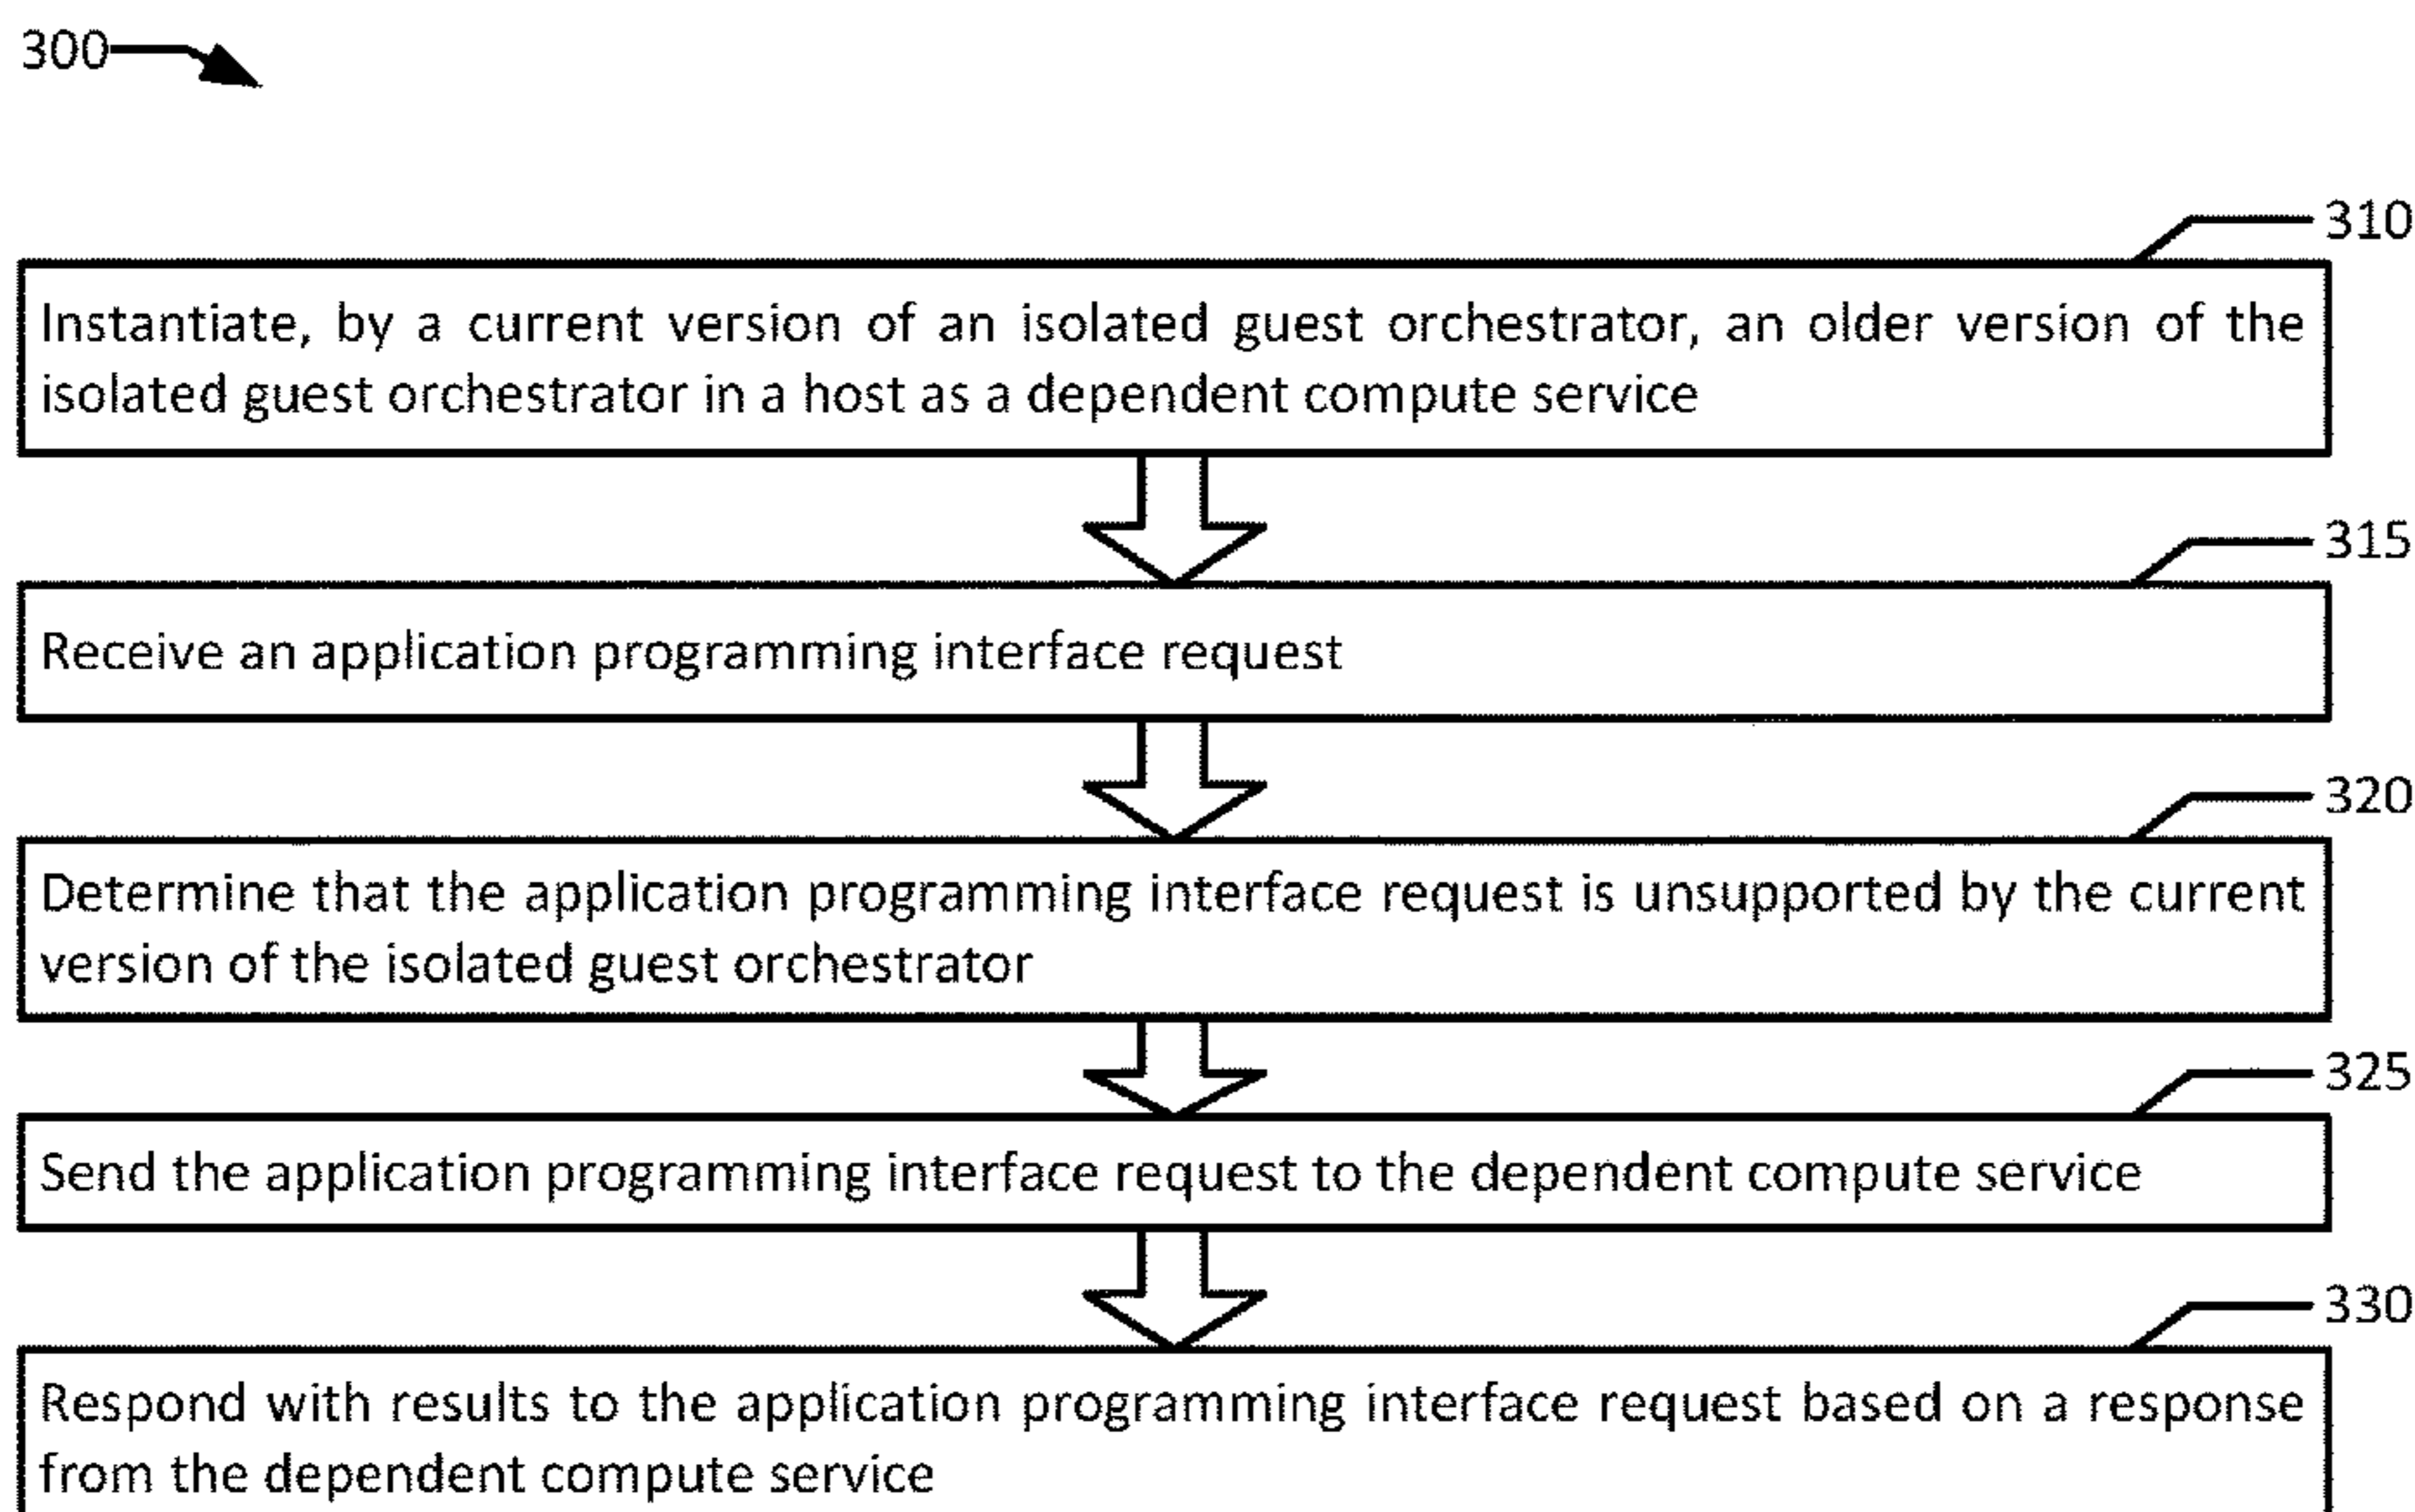 300
310
Instantiate, by a current version of an isolated guest orchestrator, an older version of the
isolated guest orchestrator in a host as a dependent compute service
315
Receive an application programming interface request
320
Determine that the application programming interface request is unsupported by the current
version of the isolated guest orchestrator
325
Send the application programming interface request to the dependent compute service
330
Respond with results to the application programming interface request based on a response
from the dependent compute service